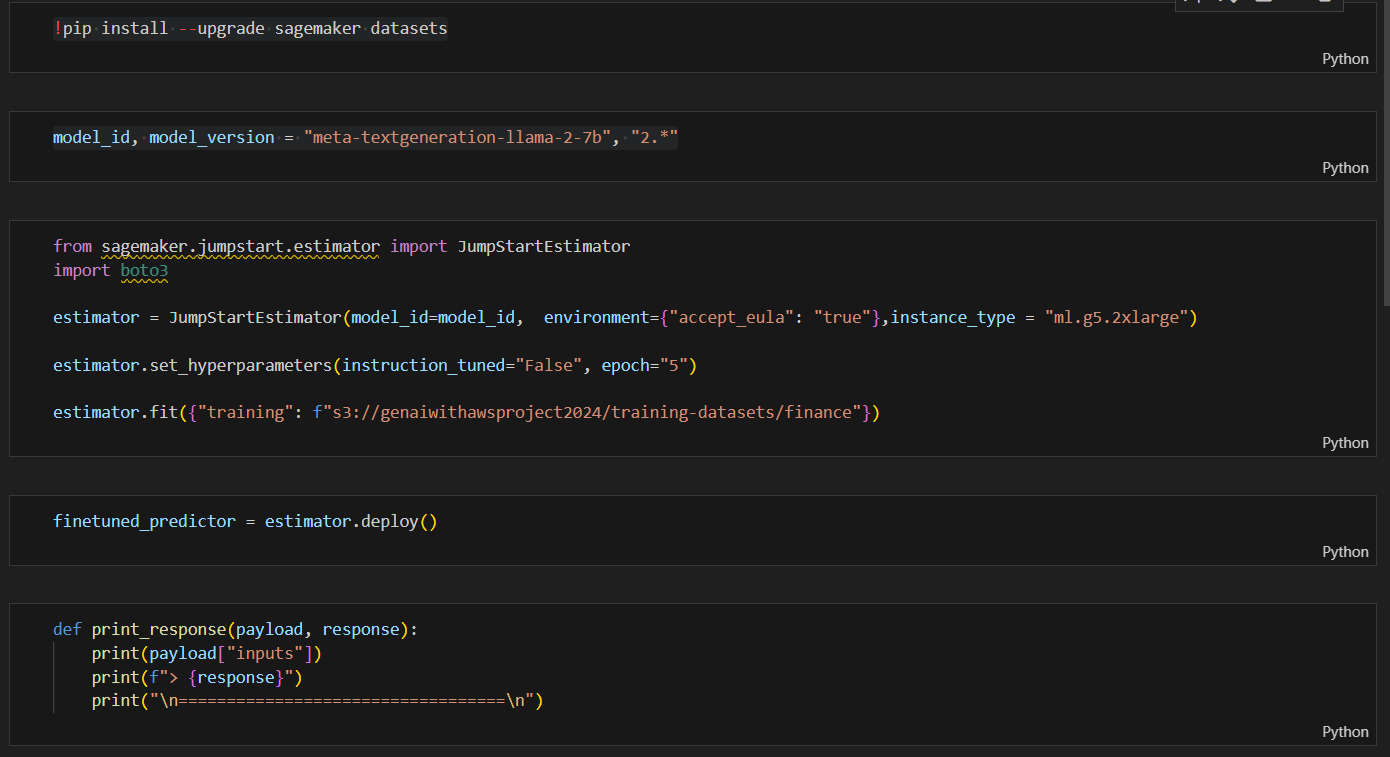 !pip install --upgrade sagemaker datasets
Python
model_id, model_version = "meta-textgeneration-llama-2-7b", "2.*"
Python
from sagemaker.jumpstart.estimator import JumpStartEstimator
import boto3
estimator = JumpStartEstimator(model_id=model_id,  environment={"accept_eula": "true"},instance_type = "ml.g5.2xlarge")
estimator.set_hyperparameters(instruction_tuned="False", epoch="5")
estimator.fit({"training": f"s3://genaiwithawsproject2024/training-datasets/finance"})
Python
finetuned_predictor = estimator.deploy()
Python
def print_response(payload, response):
    print(payload["inputs"])
    print(f"> {response}")
    print("\n==================================\n")
Python